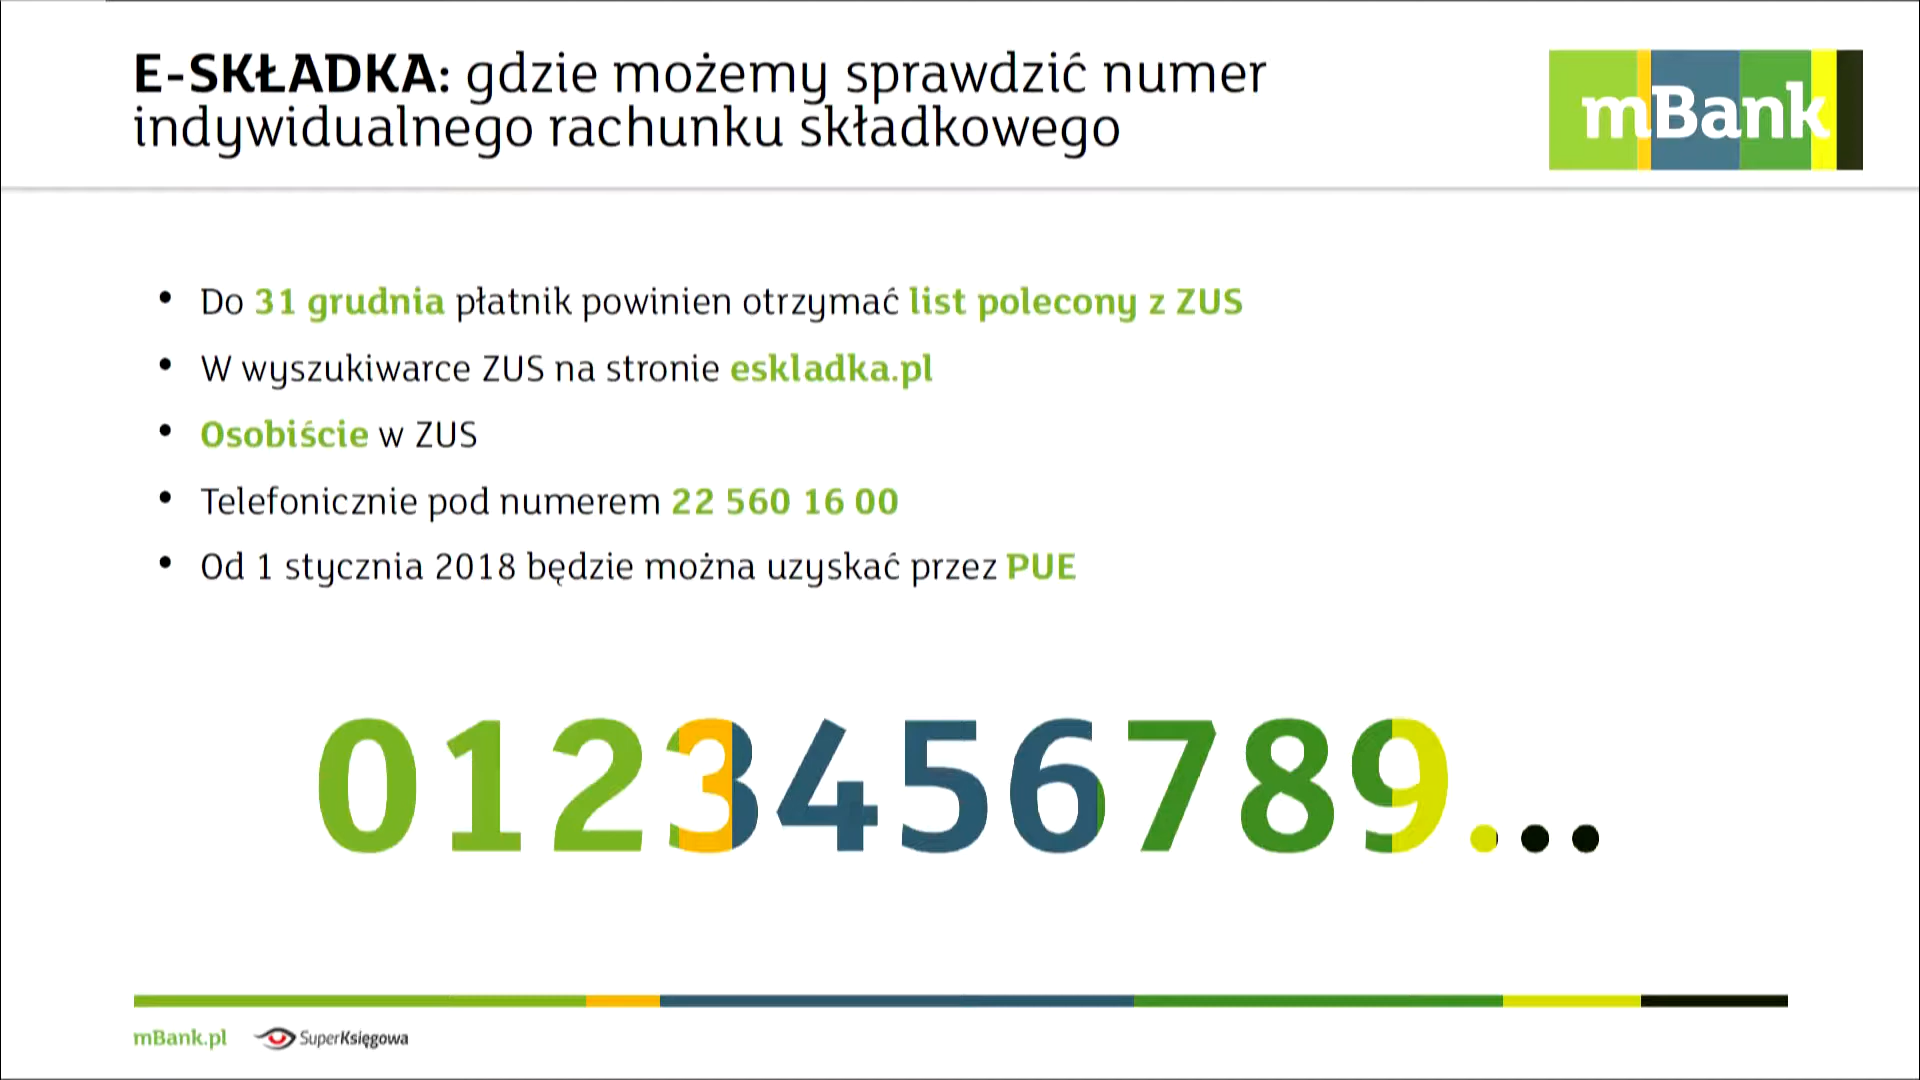 E-SKŁADKA: gdzie możemy sprawdzić numer
indywidualnego rachunku składkowego
mBank
• Do 31 grudnia płatnik powinien otrzymać list polecony z ZUS
• W wyszukiwarce ZUS na stronie eskladka.pl
• Osobiście w ZUS
• Telefonicznie pod numerem 22 560 16 00
• Od 1 stycznia 2018 będzie można uzyskać przez PUE
0123456789...
mBank.pl SuperKsięgowa